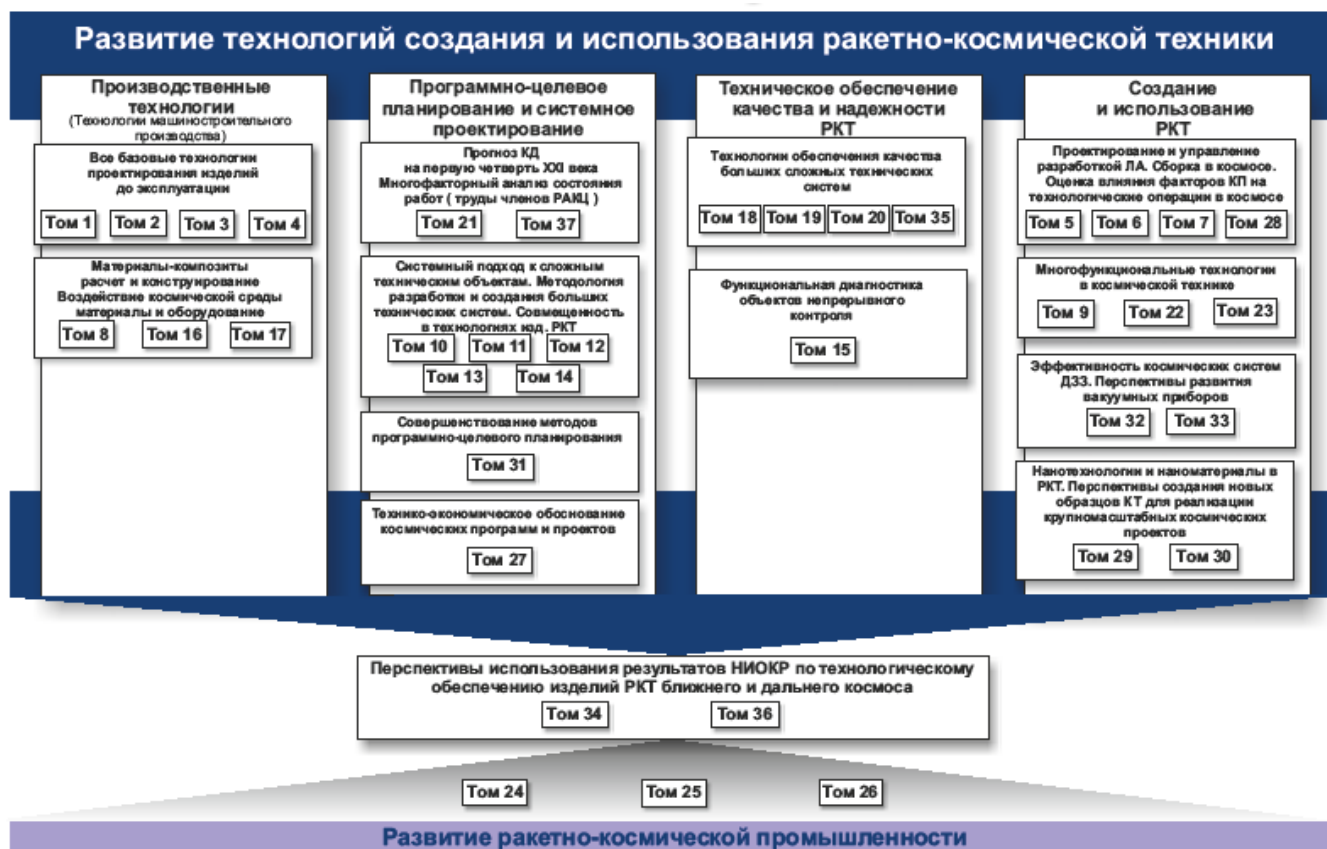 Развитие технологий создания и использования ракетно-космической техники
Производственные
технологии
(Технологии машиностроительного
производства)
Все базовые технологии
проектирования изделий
до эксплуатации
Том 1 Том 2 Том 3 Том 4
Материалы-композиты
расчет и конструирование
Воздействие космической среды
материалы и оборудование
Том 8 Том 16 Том 17
Программно-целевое
планирование и системное
проектирование
Прогноз КД
на первую четверть XXI века
Многофакторный анализ состояния
работ ( труды членов РАКЦ )
Том 21 Том 37
Системный подход к сложным
техническим объектам. Методология
разработки и создания больших
технических систем. Совмещенность
в технологиях изд. РКТ
Том 10 Том 11 Том 12
Том 13 Том 14
Совершенствование методов
программно-целевого планирования
Том 31
Технико-экономическое обоснование
космических программ и проектов
Том 27
Техническое обеспечение
качества и надежности
РКТ
Технологии обеспечения качества
больших сложных технических
систем
Том 18 Том 19 Том 20 Том 35
Функциональная диагностика
объектов непрерывного
контроля
Том 15
Создание
и использование
РКТ
Проектирование и управление
разработкой ЛА. Сборка в космосе.
Оценка влияния факторов КП на
технологические операции в космосе
Том 5 Том 6 Том 7 Том 28
Многофункциональные технологии
в космической технике
Том 9 Том 22 Том 23
Эффективность космических систем
ДЗЗ. Перспективы развития
вакуумных приборов
Том 32 Том 33
Нанотехнологии и наноматериалы в
РКТ. Перспективы создания новых
образцов КТ для реализации
крупномасштабных космических
проектов
Том 29 Том 30
Перспективы использования результатов НИОКР по технологическому
обеспечению изделий РКТ ближнего и дальнего космоса
Том 34 Том 36
Том 24 Том 25 Том 26
Развитие ракетно-космической промышленности